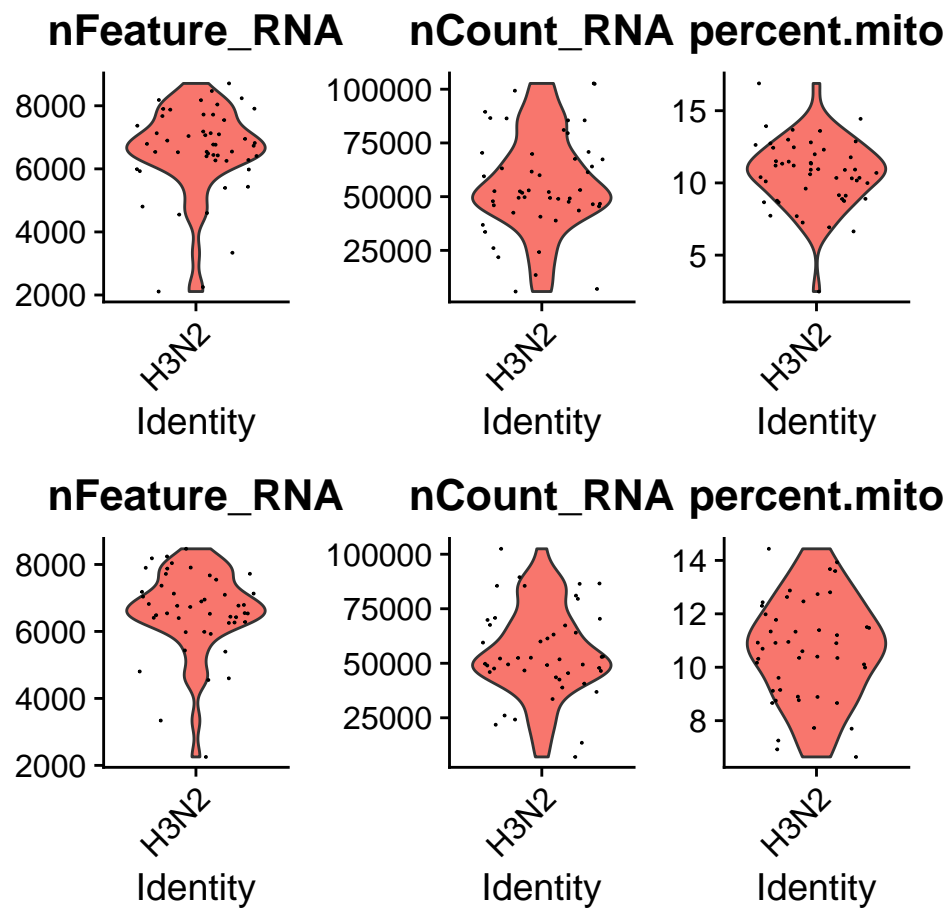 nFeature_RNA nCount_RNA percent.mito
8000
6000
4000
2000
H3N2
Identity
100000
75000
50000
25000
H3N2
Identity
15
10
5
H3N2
Identity
nFeature_RNA nCount_RNA percent.mito
8000
6000
4000
2000
H3N2
Identity
100000
75000
50000
25000
H3N2
Identity
14
12
10
8
H3N2
Identity